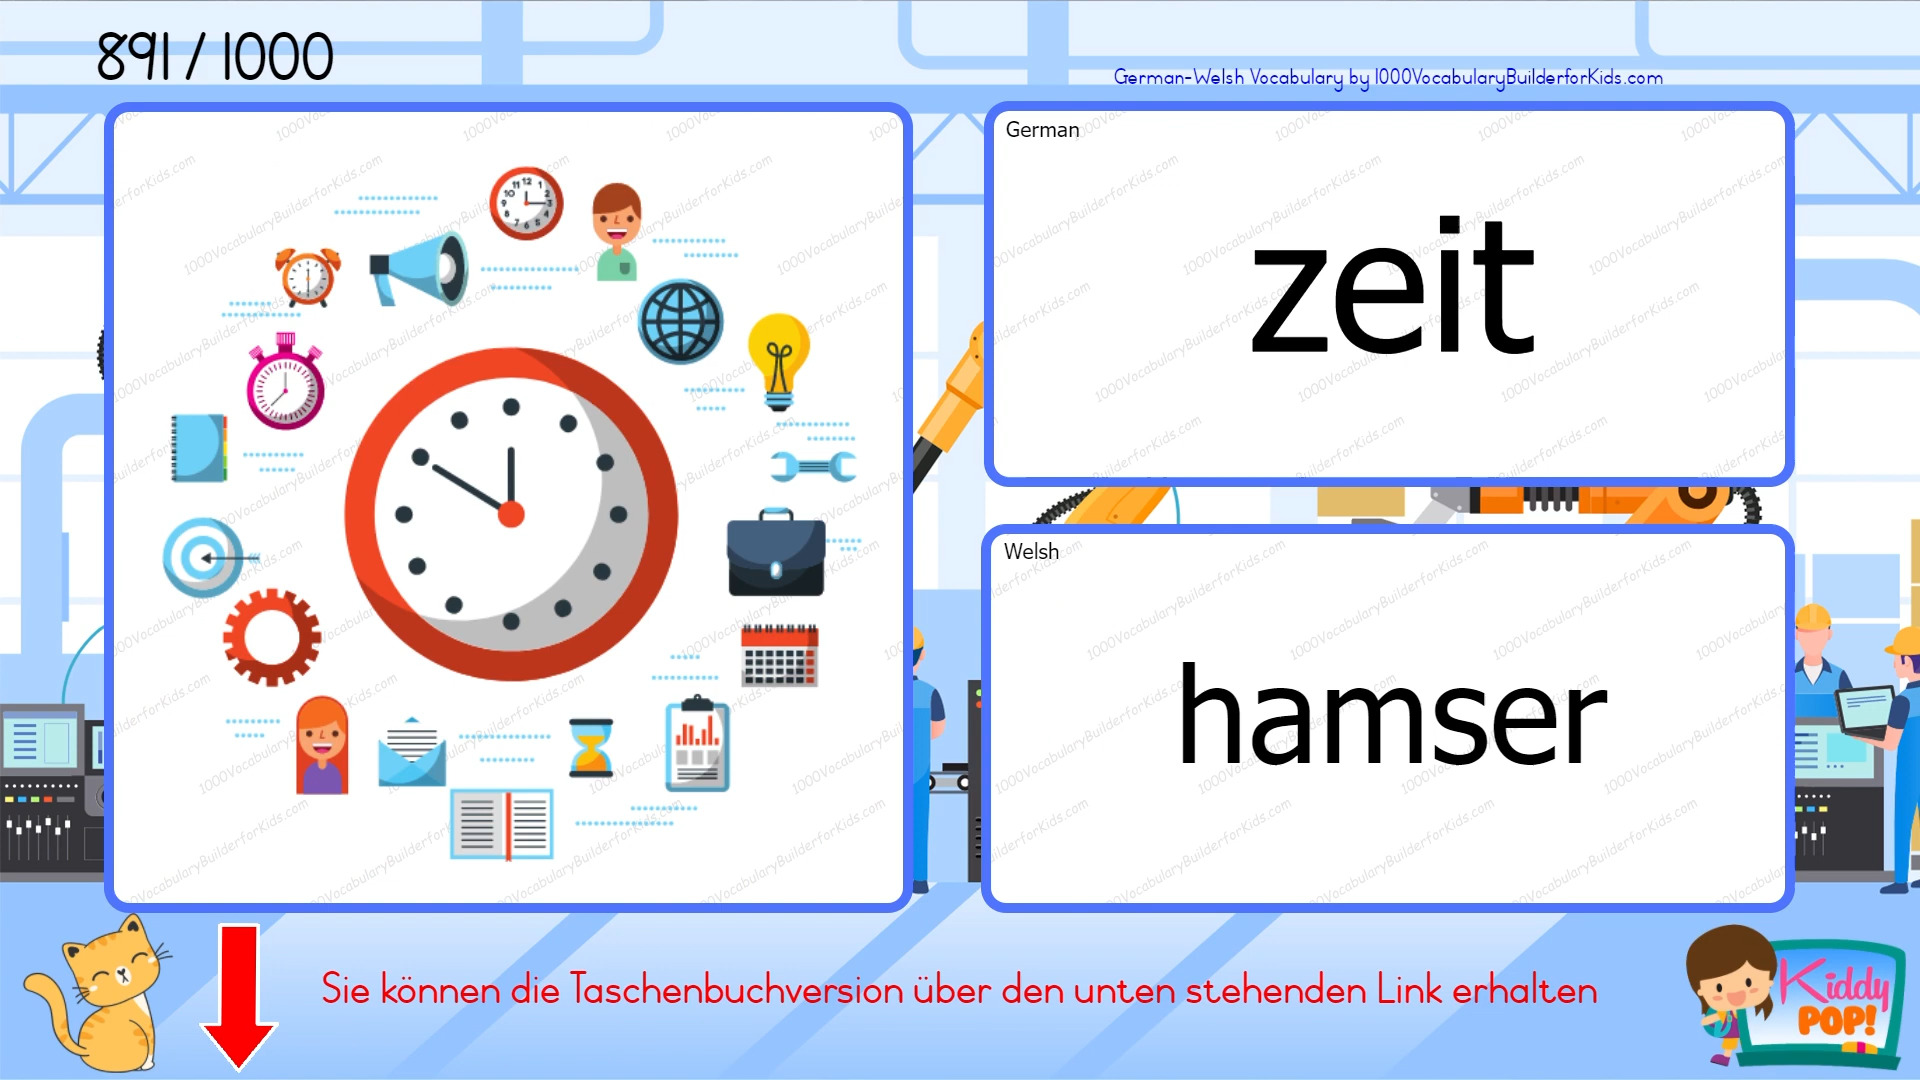 891 / 1000
German-Welsh Vocabulary by 1000VocabularyBuilderforKids.com
German
zeit
Welsh
hamser
Sie können die Taschenbuchversion über den unten stehenden Link erhalten
Kiddy
POP!